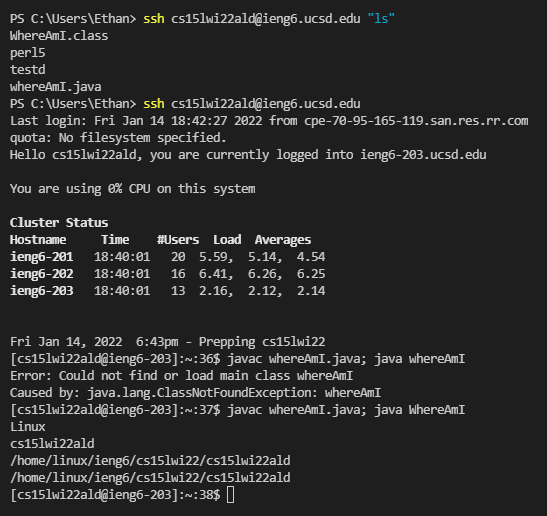 PS C:\Users\Ethan> ssh cs15lwi22ald@ieng6.ucsd.edu "ls"
WhereAmI.class
perl5
testd
whereAmI.java
PS C:\Users\Ethan> ssh cs15lwi22ald@ieng6.ucsd.edu
Last login: Fri Jan 14 18:42:27 2022 from cpe-70-95-165-119.san.res.rr.com
quota: No filesystem specified.
Hello cs15lwi22ald, you are currently logged into ieng6-203.ucsd.edu
You are using 0% CPU on this system
Cluster Status
Hostname     Time    #Users  Load  Averages
ieng6-201   18:40:01   20  5.59,  5.14,  4.54
ieng6-202   18:40:01   16  6.41,  6.26,  6.25
ieng6-203   18:40:01   13  2.16,  2.12,  2.14
Fri Jan 14, 2022  6:43pm - Prepping cs15lwi22
[cs15lwi22ald@ieng6-203]:~:36$ javac whereAmI.java; java whereAmI
Error: Could not find or load main class whereAmI
Caused by: java.lang.ClassNotFoundException: whereAmI
[cs15lwi22ald@ieng6-203]:~:37$ javac whereAmI.java; java WhereAmI
Linux
cs15lwi22ald
/home/linux/ieng6/cs15lwi22/cs15lwi22ald
/home/linux/ieng6/cs15lwi22/cs15lwi22ald
[cs15lwi22ald@ieng6-203]:~:38$